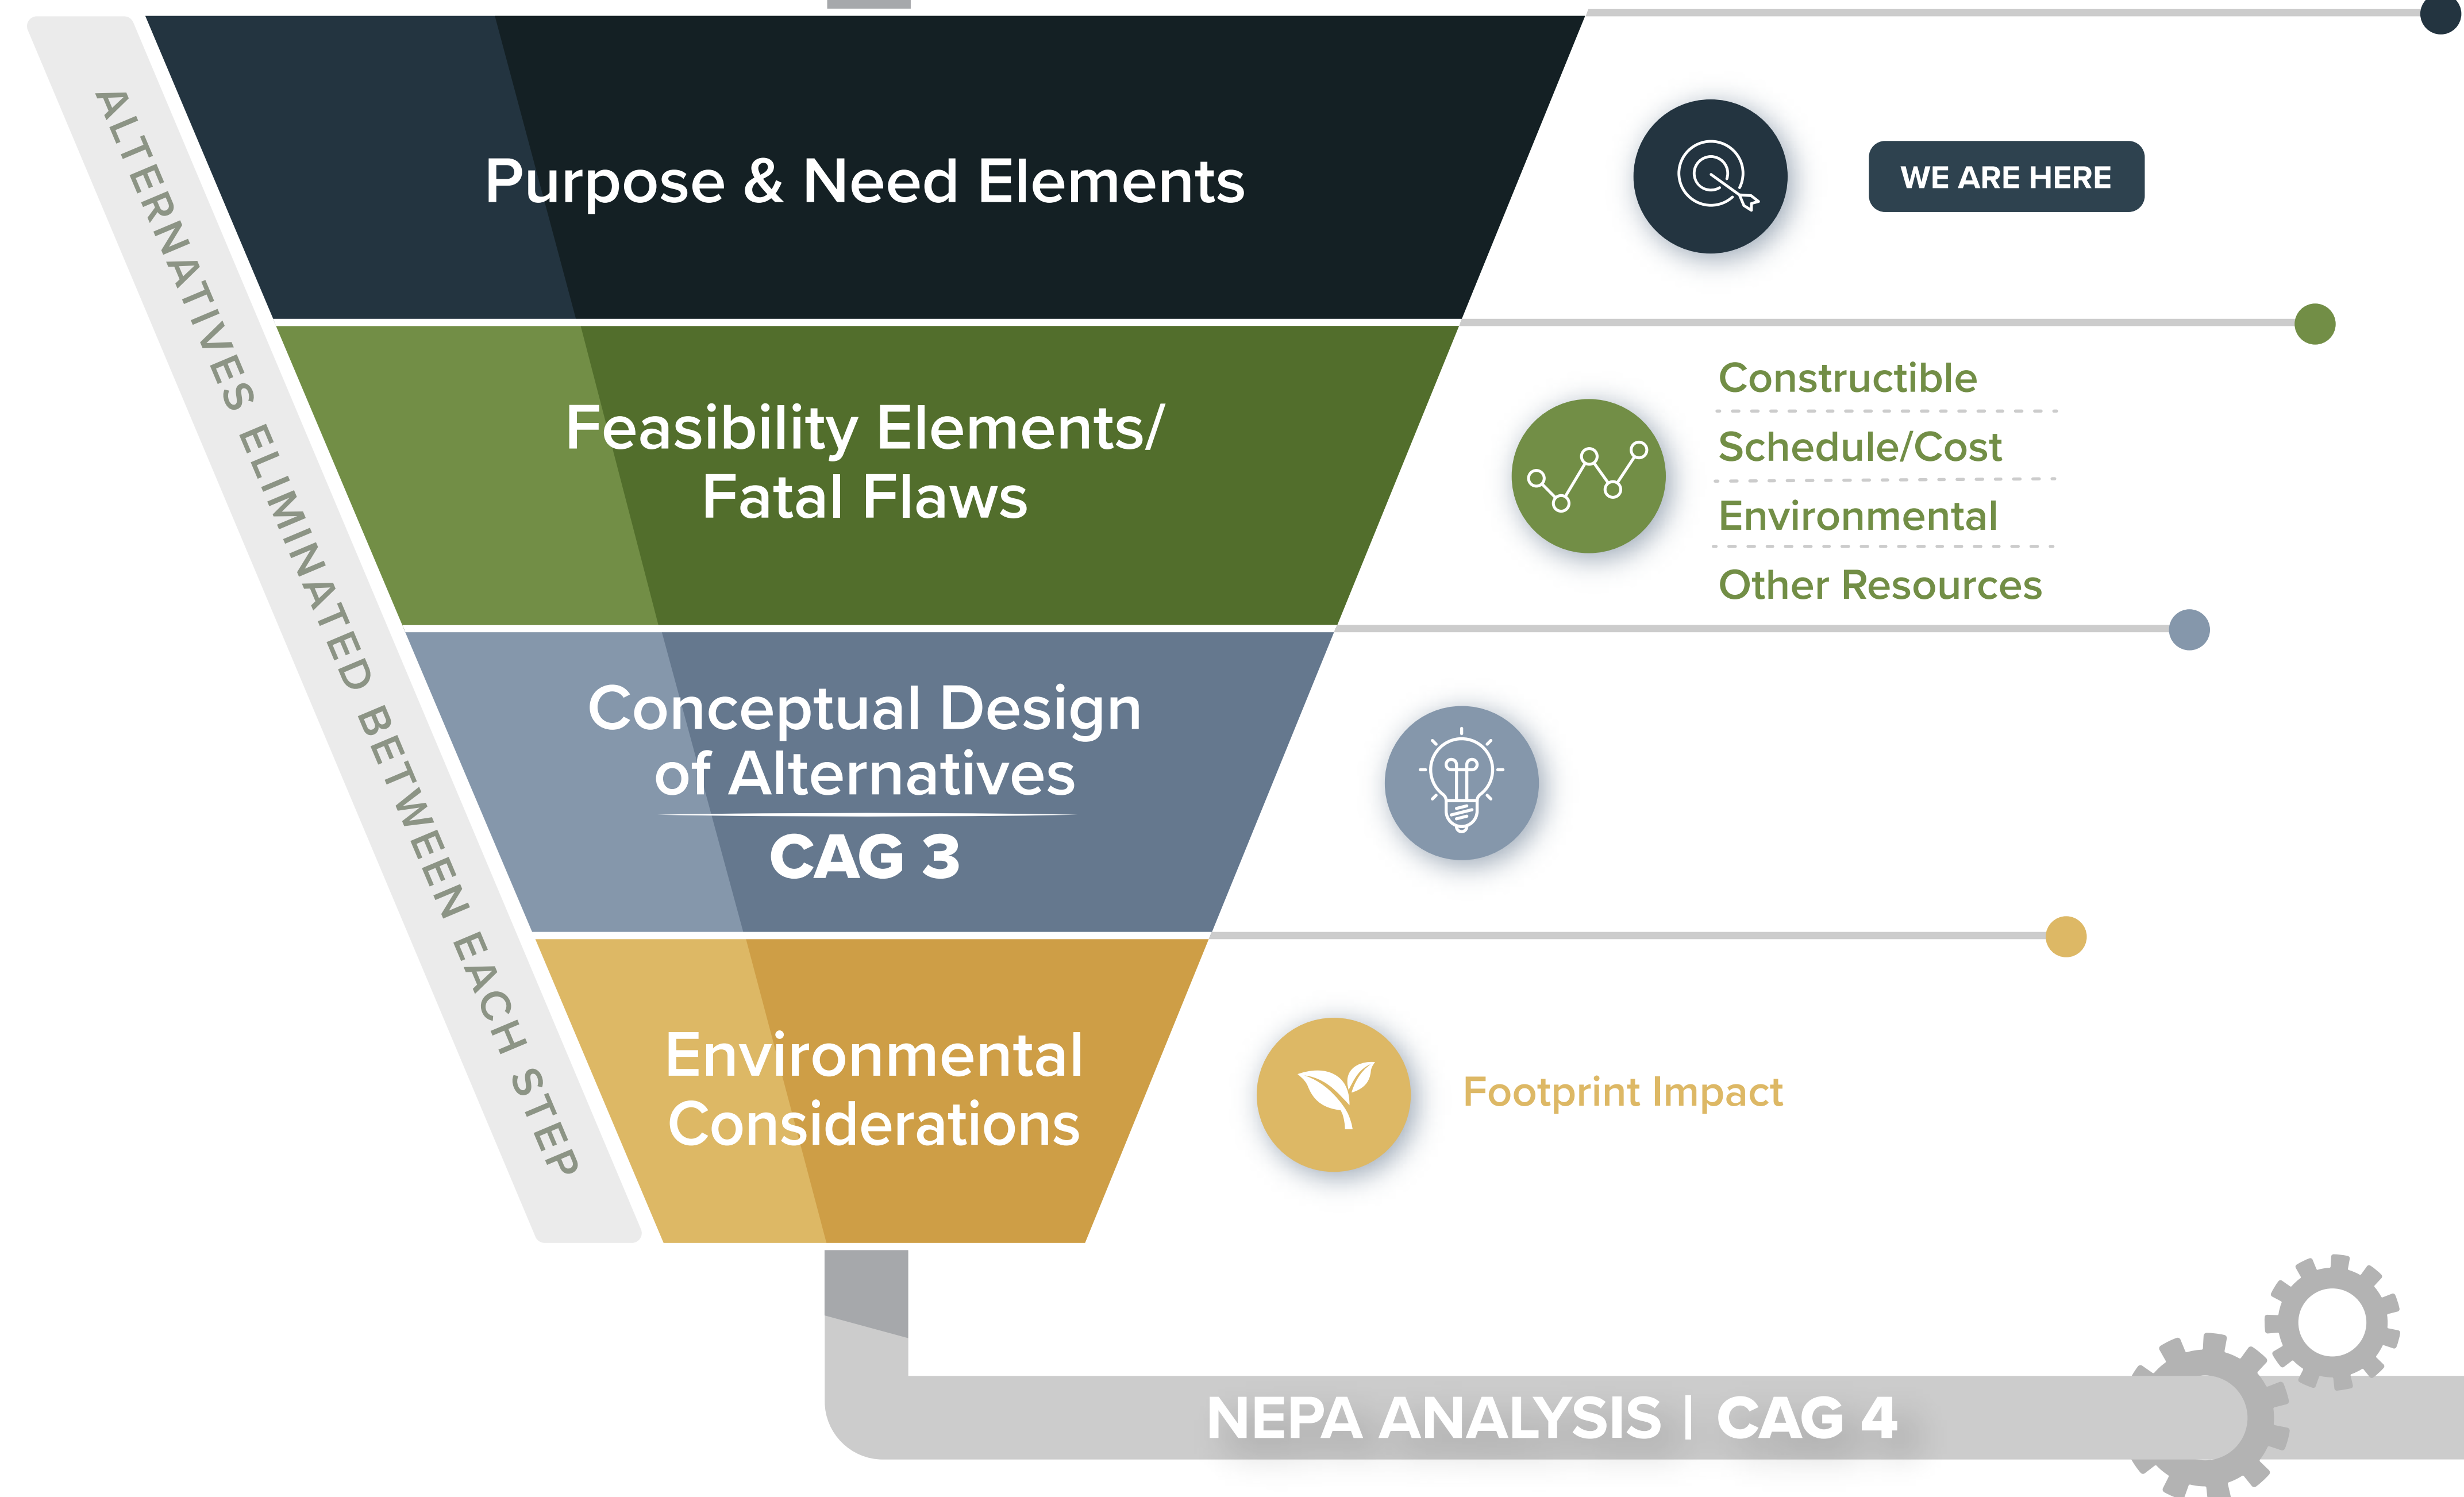 ALTERNATIVES ELIMINATED BETWEEN EACH STEP
Purpose & Need Elements
WE ARE HERE
Feasibility Elements/
Fatal Flaws
Constructible
Schedule/Cost
Environmental
Other Resources
Conceptual Design
of Alternatives
CAG 3
Environmental
Considerations
Footprint Impact
NEPA ANALYSIS | CAG 4